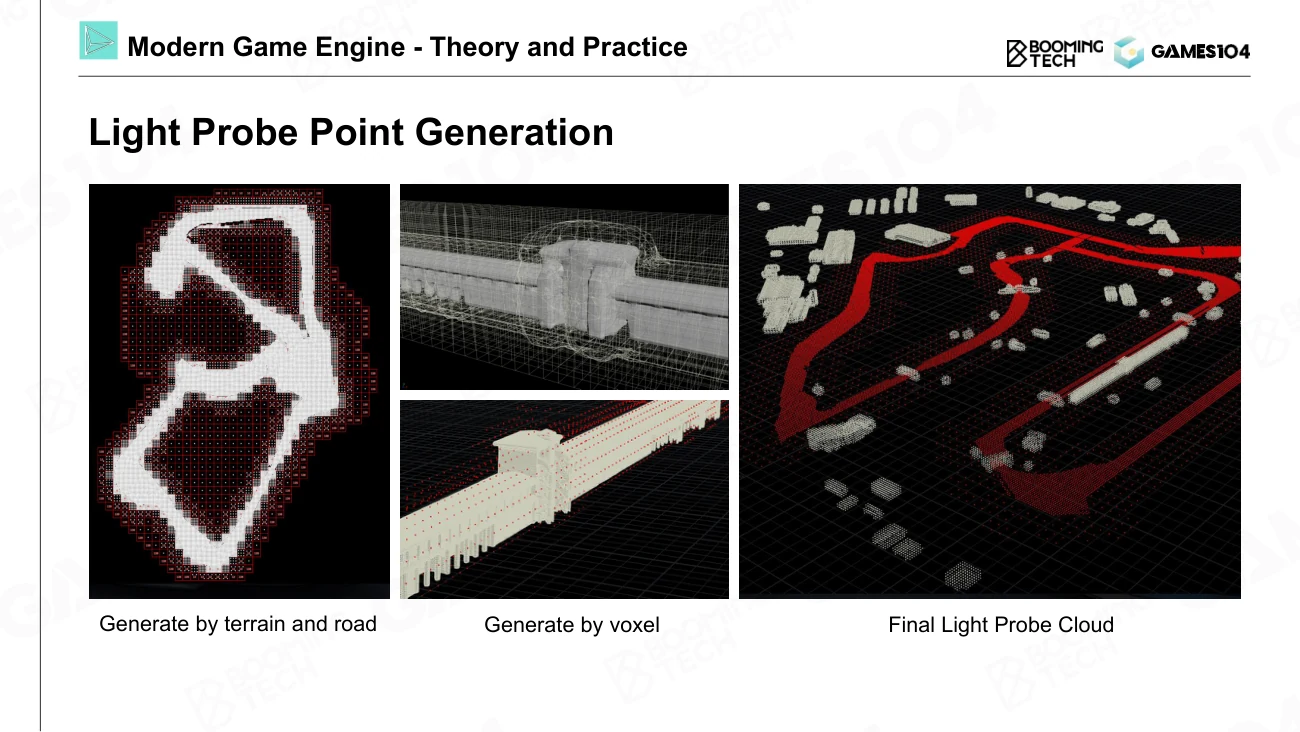 Modern Game Engine - Theory and Practice
BOOMING
TECH
GAMES104
Light Probe Point Generation
Generate by terrain and road
Generate by voxel
Final Light Probe Cloud